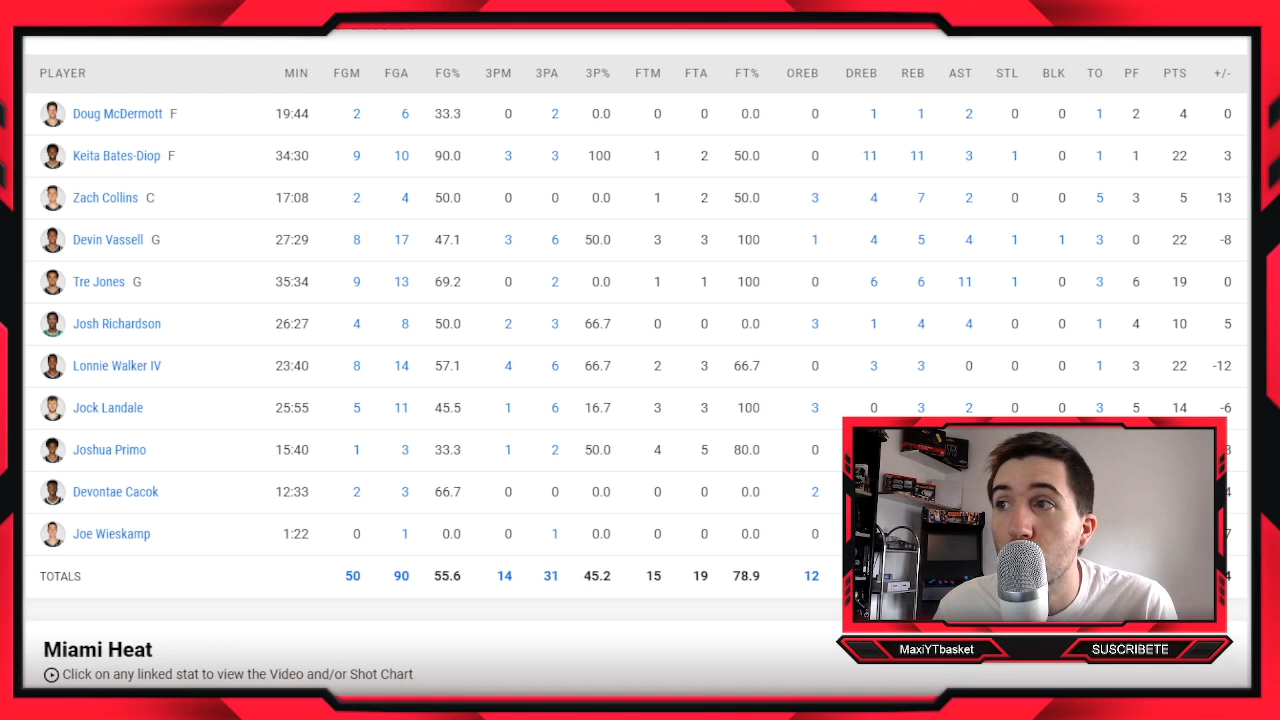 PLAYER MIN FGM FGA FG% 3PM 3PA 3P% FTM FTA FT% OREB DREB REB AST STL BLK TO PF PTS +/-
Doug McDermott F 19:44 2 6 33.3 0 2 0.0 0 0 0.0 0 1 1 2 0 0 1 2 4 0
Keita Bates-Diop F 34:30 9 10 90.0 3 3 100 1 2 50.0 0 11 11 3 1 0 1 1 22 3
Zach Collins C 17:08 2 4 50.0 0 0 0.0 1 2 50.0 3 4 7 2 0 0 5 3 5 13
Devin Vassell G 27:29 8 17 47.1 3 6 50.0 3 3 100 1 4 5 4 1 1 3 0 22 -8
Tre Jones G 35:34 9 13 69.2 0 2 0.0 1 1 100 0 6 6 11 1 0 3 6 19 0
Josh Richardson 26:27 4 8 50.0 2 3 66.7 0 0 0.0 3 1 4 4 0 0 1 4 10 5
Lonnie Walker IV 23:40 8 14 57.1 4 6 66.7 2 3 66.7 0 3 3 0 0 0 1 3 22 -12
Jock Landale 25:55 5 11 45.5 1 6 16.7 3 3 100 3 0 3 2 0 0 3 5 14 -6
Joshua Primo 15:40 1 3 33.3 1 2 50.0 4 5 80.0 0
Devontae Cacok 12:33 2 3 66.7 0 0 0.0 0 0 0.0 2
Joe Wieskamp 1:22 0 1 0.0 0 1 0.0 0 0 0.0 0
TOTALS 50 90 55.6 14 31 45.2 15 19 78.9 12
Miami Heat
Click on any linked stat to view the Video and/or Shot Chart
MaxiYTbasket
SUSCRIBETE